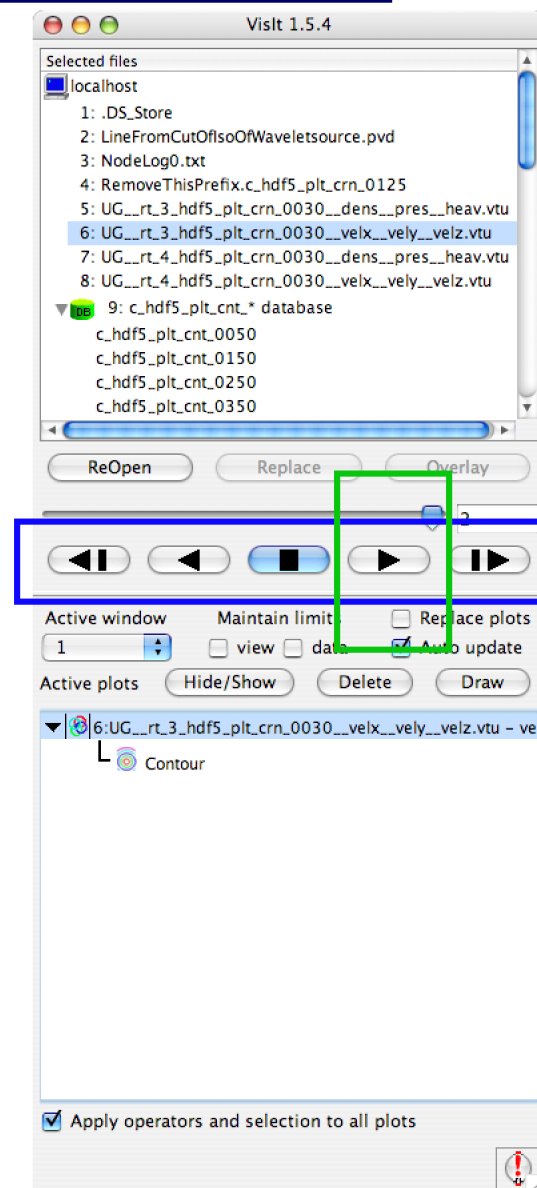 VisIt 1.5.4
Selected files
localhost
1: .DS_Store
2: LineFromCutOfIsoOfWaveletsource.pvd
3: NodeLog0.txt
4: RemoveThisPrefix.c_hdf5_plt_crn_0125
5: UG__rt_3_hdf5_plt_crn_0030__dens__pres__heav.vtu
6: UG__rt_3_hdf5_plt_crn_0030__velx__vely__velz.vtu
7: UG__rt_4_hdf5_plt_crn_0030__dens__pres__heav.vtu
8: UG__rt_4_hdf5_plt_crn_0030__velx__vely__velz.vtu
DB 9: c_hdf5_plt_cnt_* database
c_hdf5_plt_cnt_0050
c_hdf5_plt_cnt_0150
c_hdf5_plt_cnt_0250
c_hdf5_plt_cnt_0350
ReOpen Replace Overlay
Active window Maintain limits Replace plots
1 view data Auto update
Active plots Hide/Show Delete Draw
6:UG__rt_3_hdf5_plt_crn_0030__velx__vely__velz.vtu – ve
Contour
Apply operators and selection to all plots